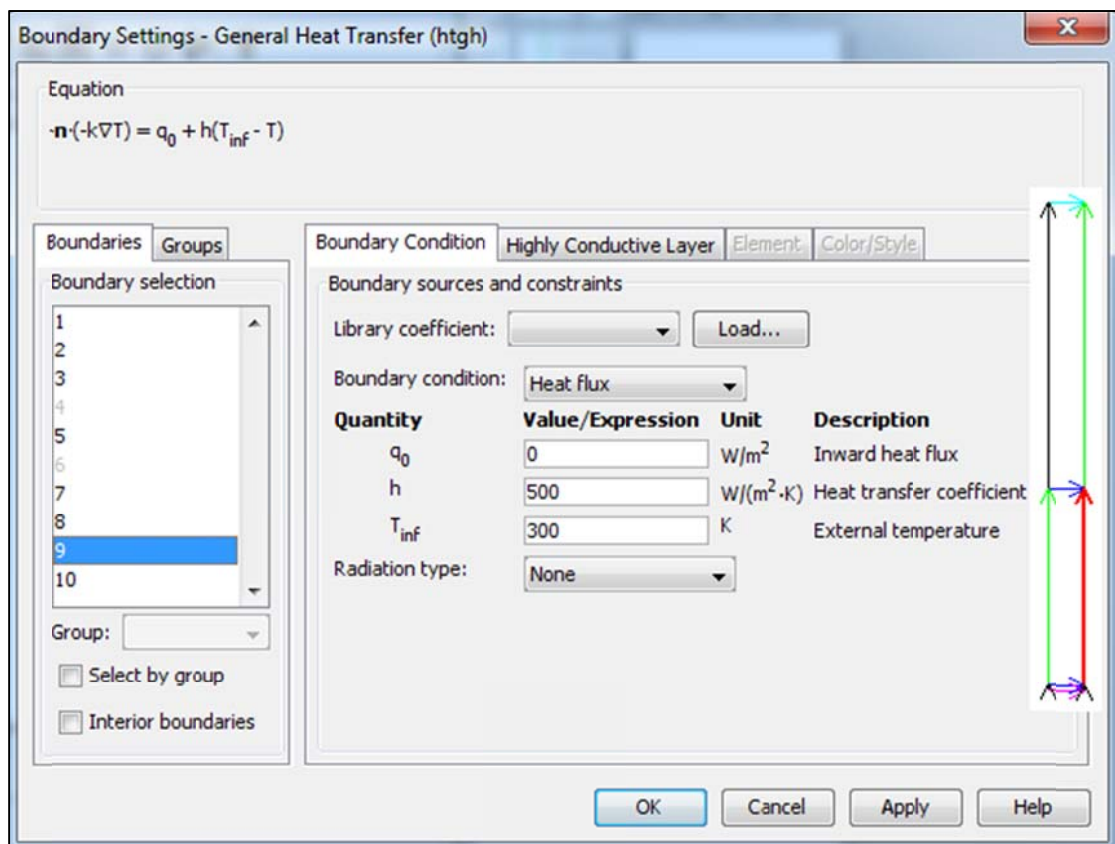 Boundary Settings - General Heat Transfer (htgh)
Equation
-n·(-k∇T) = q₀ + h(T_inf - T)
Boundaries Groups
Boundary selection
1
2
3
4
5
6
7
8
9
10
Group:
Select by group
Interior boundaries
Boundary Condition Highly Conductive Layer Element Color/Style
Boundary sources and constraints
Library coefficient: Load...
Boundary condition: Heat flux
Quantity Value/Expression Unit Description
q₀ 0 W/m² Inward heat flux
h 500 W/(m²·K) Heat transfer coefficient
T_inf 300 K External temperature
Radiation type: None
OK Cancel Apply Help